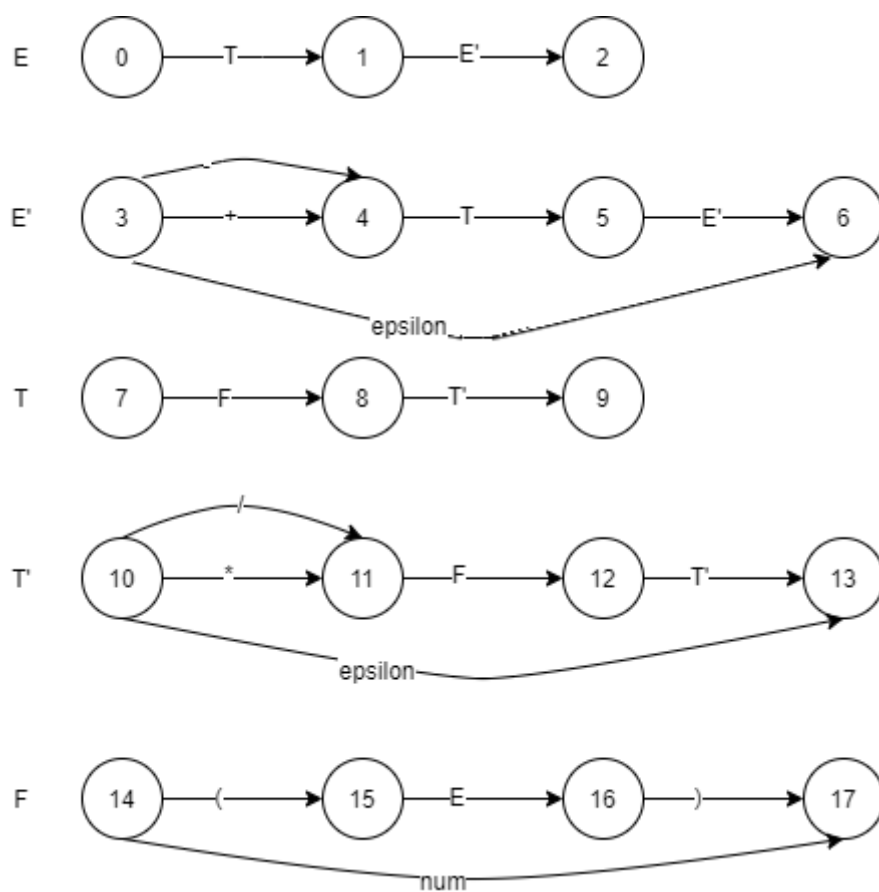 E 0 T 1 E' 2
-
E' 3 + 4 T 5 E' 6
epsilon
T 7 F 8 T' 9
/
T' 10 * 11 F 12 T' 13
epsilon
F 14 ( 15 E 16 ) 17
num